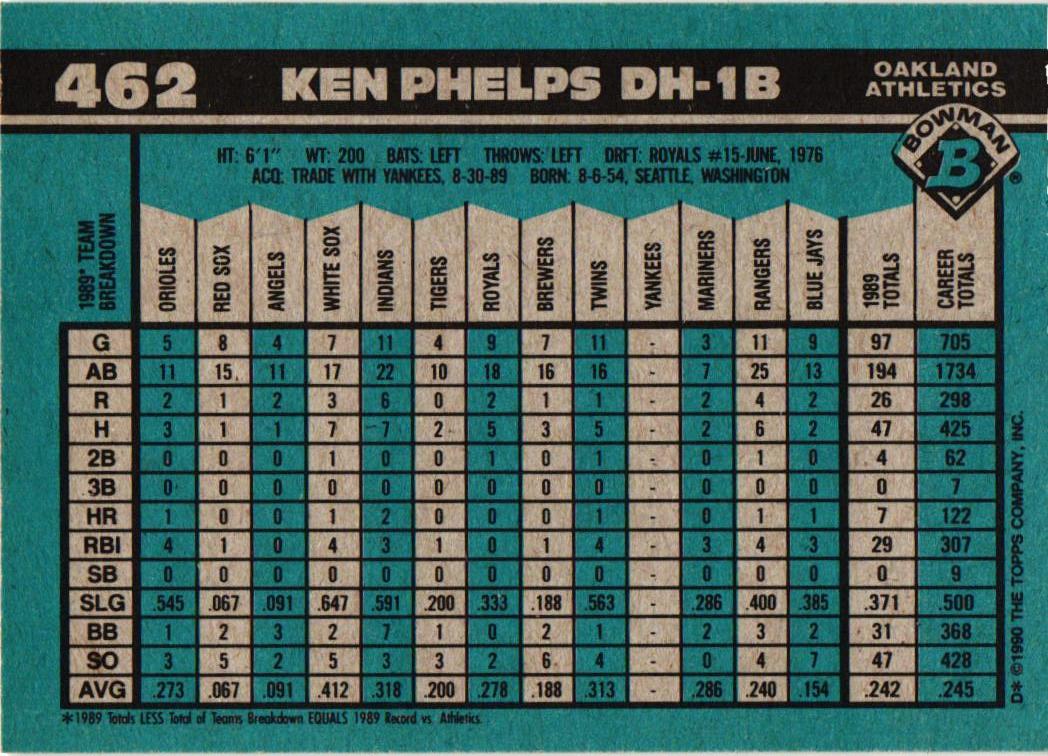 462 KEN PHELPS DH-1B OAKLAND
ATHLETICS
BOWMAN
B ®
HT: 6'1" WT: 200 BATS: LEFT THROWS: LEFT DRFT: ROYALS #15-JUNE, 1976
ACQ: TRADE WITH YANKEES, 8-30-89 BORN: 8-6-54, SEATTLE, WASHINGTON
1989* TEAM BREAKDOWN ORIOLES RED SOX ANGELS WHITE SOX INDIANS TIGERS ROYALS BREWERS TWINS YANKEES MARINERS RANGERS BLUE JAYS 1989 TOTALS CAREER TOTALS
G 5 8 4 7 11 4 9 7 11 - 3 11 9 97 705
AB 11 15 11 17 22 10 18 16 16 - 7 25 13 194 1734
R 2 1 2 3 6 0 2 1 1 - 2 4 2 26 298
H 3 1 1 7 7 2 5 3 5 - 2 6 2 47 425
2B 0 0 0 1 0 0 1 0 1 - 0 1 0 4 62
3B 0 0 0 0 0 0 0 0 0 - 0 0 0 0 7
HR 1 0 0 1 2 0 0 0 1 - 0 1 1 7 122
RBI 4 1 0 4 3 1 0 1 4 - 3 4 3 29 307
SB 0 0 0 0 0 0 0 0 0 - 0 0 0 0 9
SLG .545 .067 .091 .647 .591 .200 .333 .188 .563 - .286 .400 .385 .371 .500
BB 1 2 3 2 7 1 0 2 1 - 2 3 2 31 368
SO 3 5 2 5 3 3 2 6 4 - 0 4 7 47 428
AVG .273 .067 .091 .412 .318 .200 .278 .188 .313 - .286 .240 .154 .242 .245
*1989 Totals LESS Total of Teams Breakdown EQUALS 1989 Record vs. Athletics.
D* ©1990 THE TOPPS COMPANY, INC.